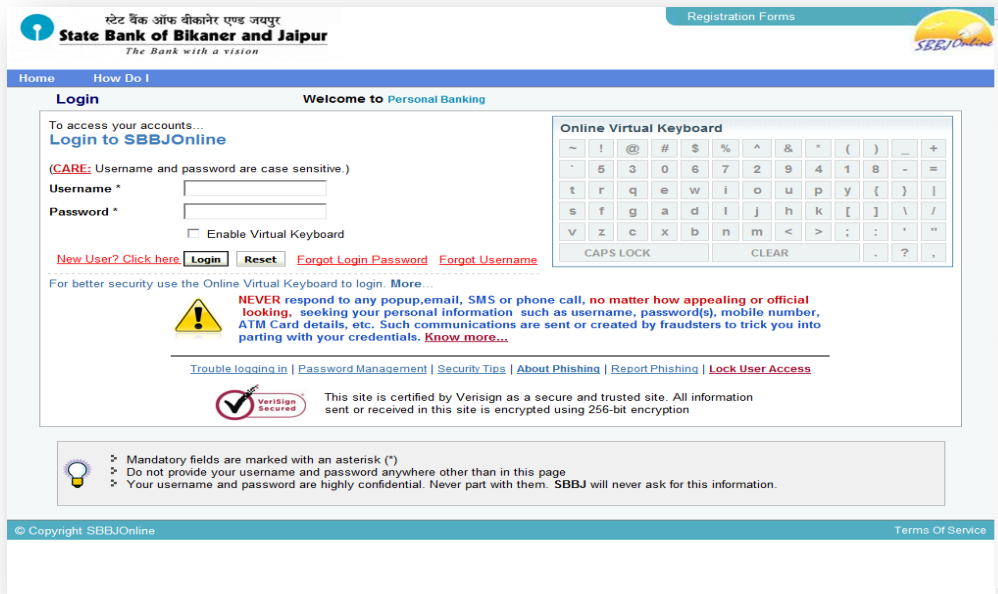 स्टेट बैंक ऑफ बीकानेर एण्ड जयपुर
State Bank of Bikaner and Jaipur
The Bank with a vision
Registration Forms
SBBJOnline
Home How Do I
Login Welcome to Personal Banking
To access your accounts...
Login to SBBJOnline
(CARE: Username and password are case sensitive.)
Username *
Password *
Enable Virtual Keyboard
New User? Click here Login Reset Forgot Login Password Forgot Username
Online Virtual Keyboard
~ ! @ # $ % ^ & * ( ) _ +
` 5 3 0 6 7 2 9 4 1 8 - =
t r q e w i o u p y { } |
s f g a d l j h k [ ] \ /
v z c x b n m < > ; : ' "
CAPS LOCK CLEAR . ? ,
For better security use the Online Virtual Keyboard to login. More...
NEVER respond to any popup,email, SMS or phone call, no matter how appealing or official
looking, seeking your personal information such as username, password(s), mobile number,
ATM Card details, etc. Such communications are sent or created by fraudsters to trick you into
parting with your credentials. Know more...
Trouble logging in | Password Management | Security Tips | About Phishing | Report Phishing | Lock User Access
VeriSign
Secured
This site is certified by Verisign as a secure and trusted site. All information
sent or received in this site is encrypted using 256-bit encryption
Mandatory fields are marked with an asterisk (*)
Do not provide your username and password anywhere other than in this page
Your username and password are highly confidential. Never part with them. SBBJ will never ask for this information.
© Copyright SBBJOnline Terms Of Service